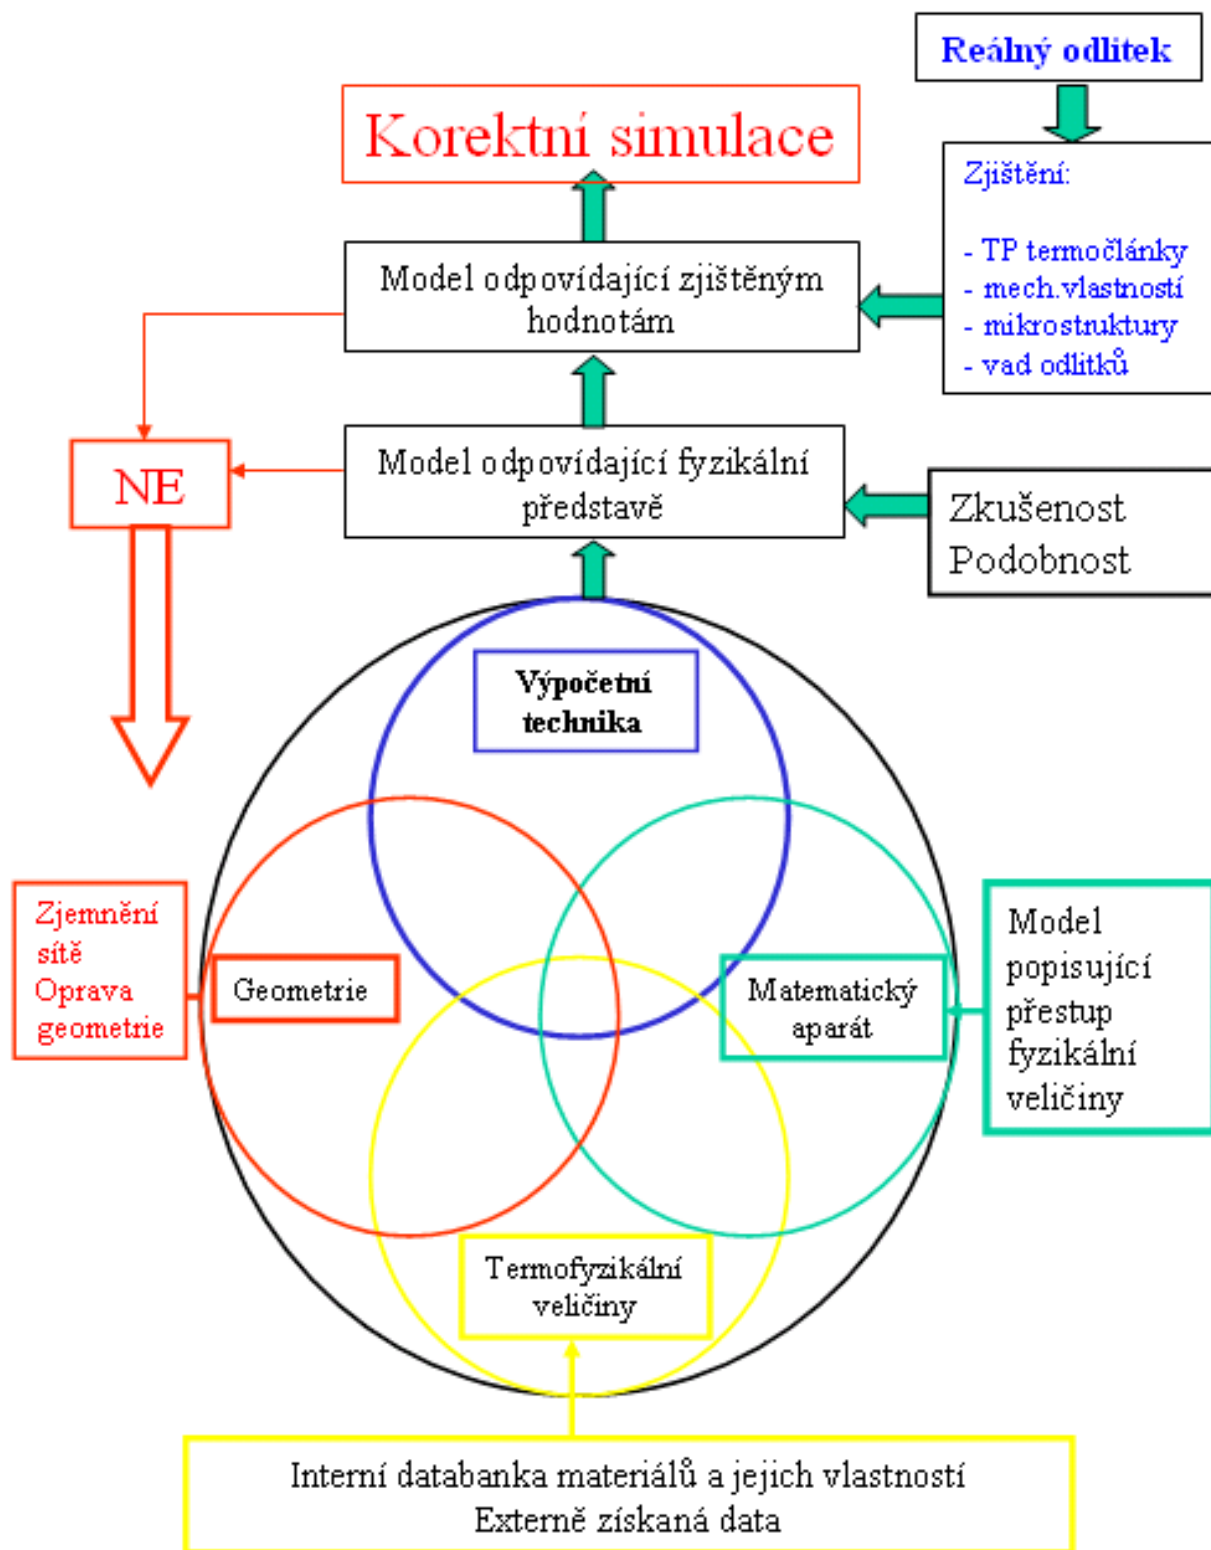 Reálný odlitek
Korektní simulace
Zjištění:
- TP termočlánky
- mech.vlastností
- mikrostruktury
- vad odlitků
Model odpovídající zjištěným
hodnotám
NE
Model odpovídající fyzikální
představě
Zkušenost
Podobnost
Výpočetní
technika
Zjemnění
sítě
Oprava
geometrie
Geometrie
Matematický
aparát
Model
popisující
přestup
fyzikální
veličiny
Termofyzikální
veličiny
Interní databanka materiálů a jejich vlastností
Externě získaná data